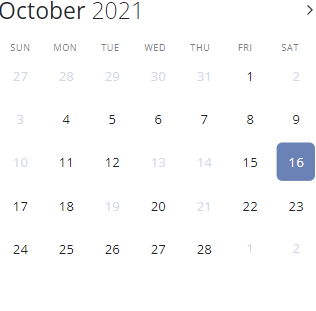 October 2021 >
SUN MON TUE WED THU FRI SAT
27 28 29 30 31 1 2
3 4 5 6 7 8 9
10 11 12 13 14 15 16
17 18 19 20 21 22 23
24 25 26 27 28 1 2